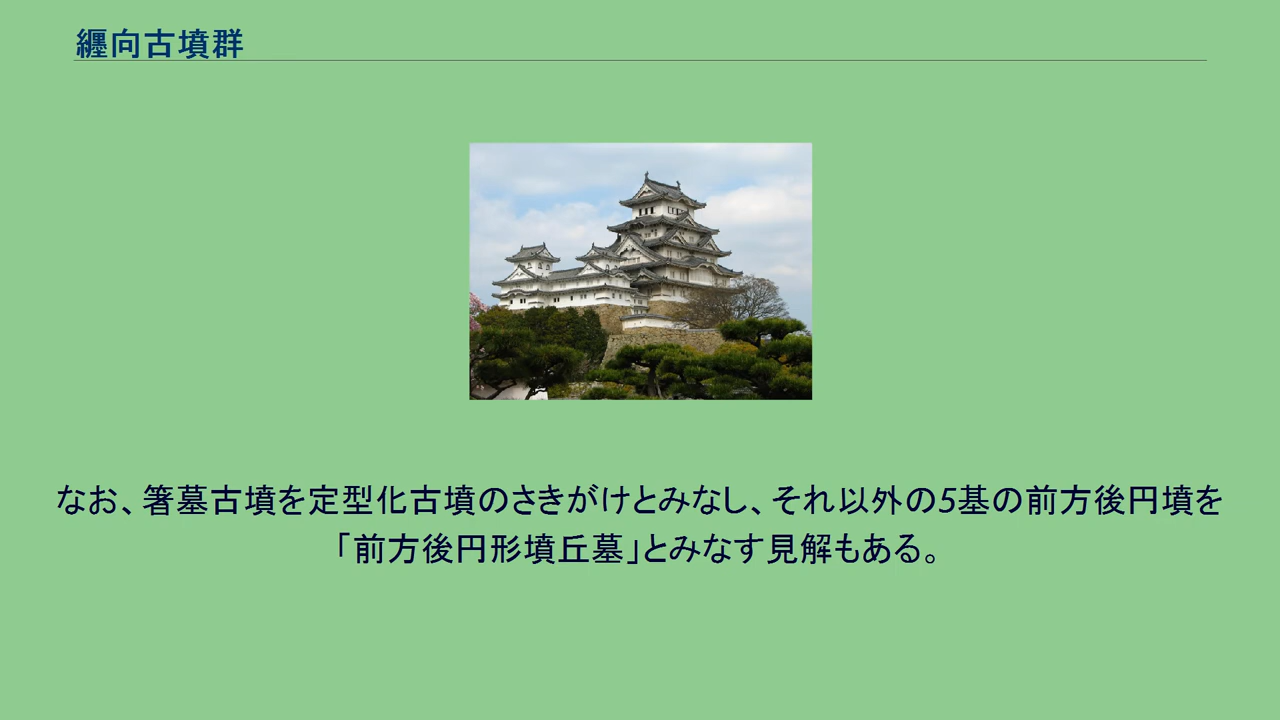 纒向古墳群
なお、箸墓古墳を定型化古墳のさきがけとみなし、それ以外の5基の前方後円墳を
「前方後円形墳丘墓」とみなす見解もある。